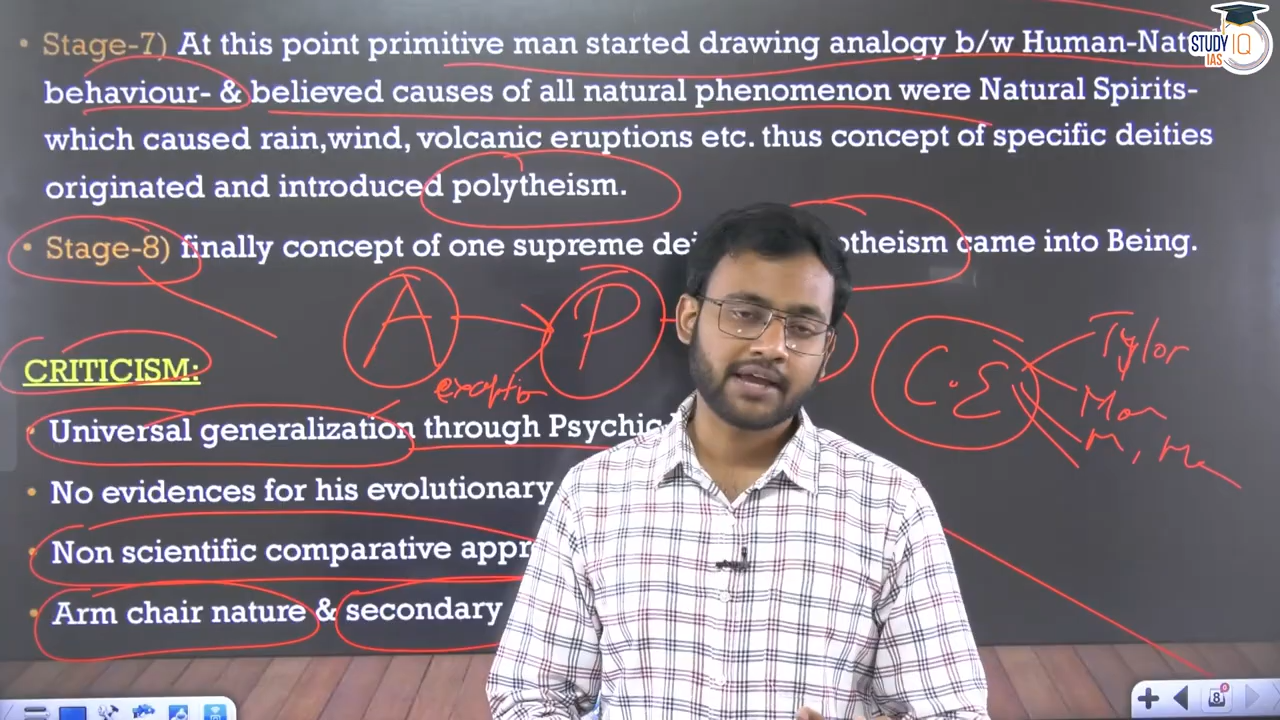 • Stage-7) At this point primitive man started drawing analogy b/w Human-Nat
behaviour- & believed causes of all natural phenomenon were Natural Spirits-
which caused rain,wind, volcanic eruptions etc. thus concept of specific deities
originated and introduced polytheism.
• Stage-8) finally concept of one supreme dei otheism came into Being.
A P
C.E
Tylor
exceptio
CRITICISM:
• Universal generalization through Psychic
• No evidences for his evolutionary
• Non scientific comparative appr
• Arm chair nature & secondary
STUDY IQ
IAS
8